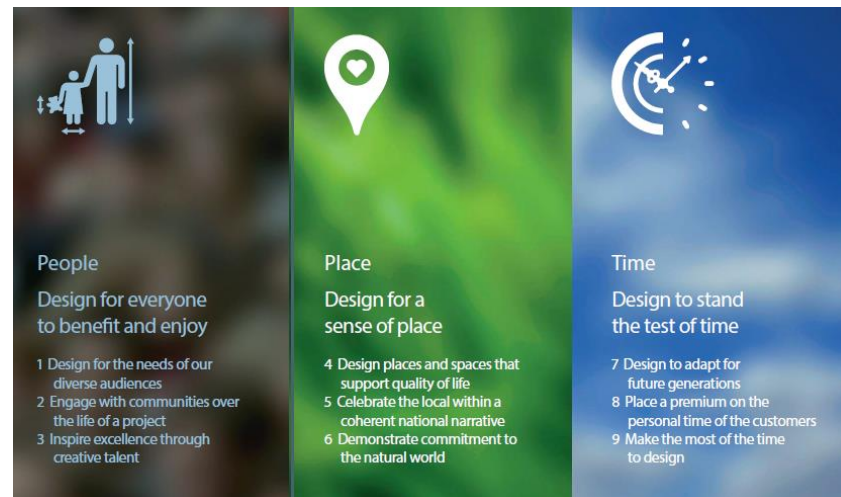 People
Design for everyone
to benefit and enjoy
1 Design for the needs of our
diverse audiences
2 Engage with communities over
the life of a project
3 Inspire excellence through
creative talent
Place
Design for a
sense of place
4 Design places and spaces that
support quality of life
5 Celebrate the local within a
coherent national narrative
6 Demonstrate commitment to
the natural world
Time
Design to stand
the test of time
7 Design to adapt for
future generations
8 Place a premium on the
personal time of the customers
9 Make the most of the time
to design